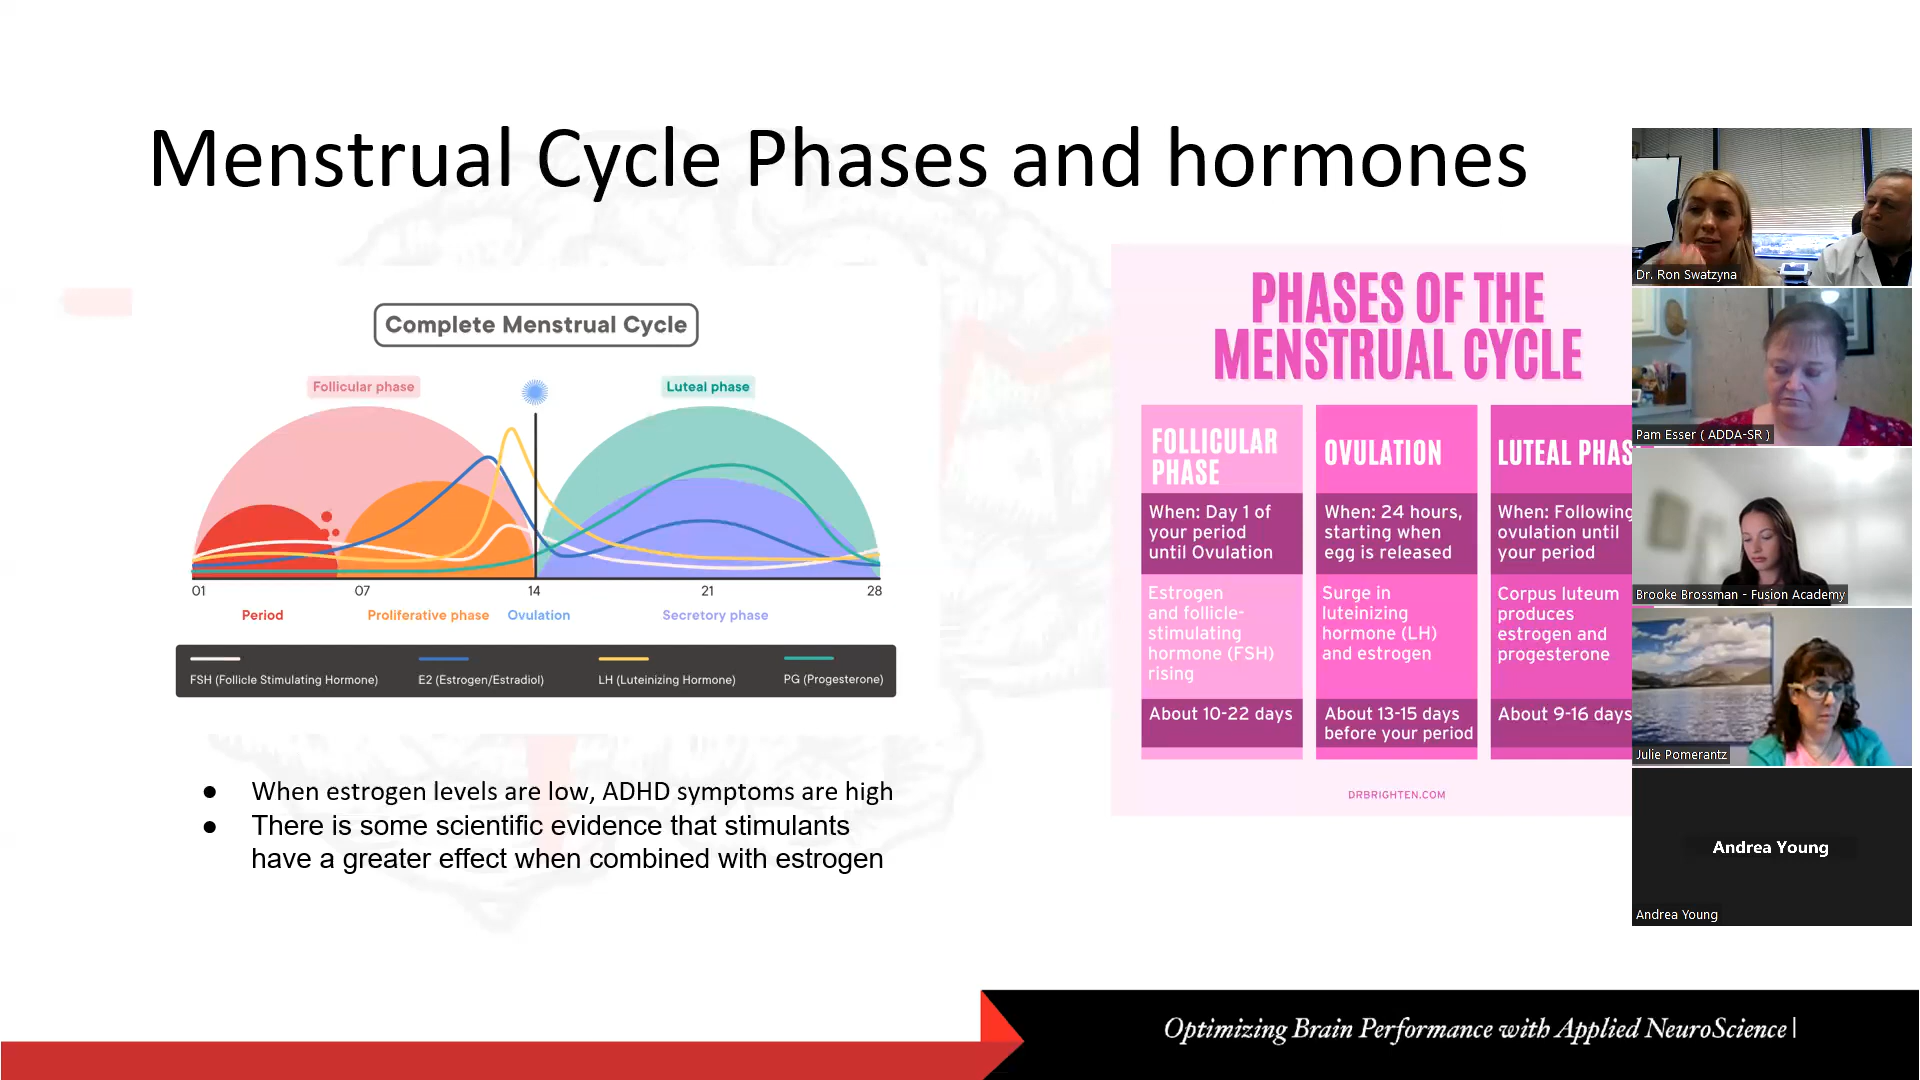 Menstrual Cycle Phases and hormones
Complete Menstrual Cycle
Follicular phase
Luteal phase
01
07
14
21
28
Period
Proliferative phase
Ovulation
Secretory phase
FSH (Follicle Stimulating Hormone)
E2 (Estrogen/Estradiol)
LH (Luteinizing Hormone)
PG (Progesterone)
● When estrogen levels are low, ADHD symptoms are high
● There is some scientific evidence that stimulants
have a greater effect when combined with estrogen
PHASES OF THE
MENSTRUAL CYCLE
FOLLICULAR
PHASE
When: Day 1 of
your period
until Ovulation
Estrogen
and follicle-
stimulating
hormone (FSH)
rising
About 10-22 days
OVULATION
When: 24 hours,
starting when
egg is released
Surge in
luteinizing
hormone (LH)
and estrogen
About 13-15 days
before your period
LUTEAL PHAS
When: Following
ovulation until
your period
Corpus luteum
produces
estrogen and
progesterone
About 9-16 days
DRBRIGHTEN.COM
Dr. Ron Swatzyna
Pam Esser ( ADDA-SR )
Brooke Brossman - Fusion Academy
Julie Pomerantz
Andrea Young
Andrea Young
Optimizing Brain Performance with Applied NeuroScience |